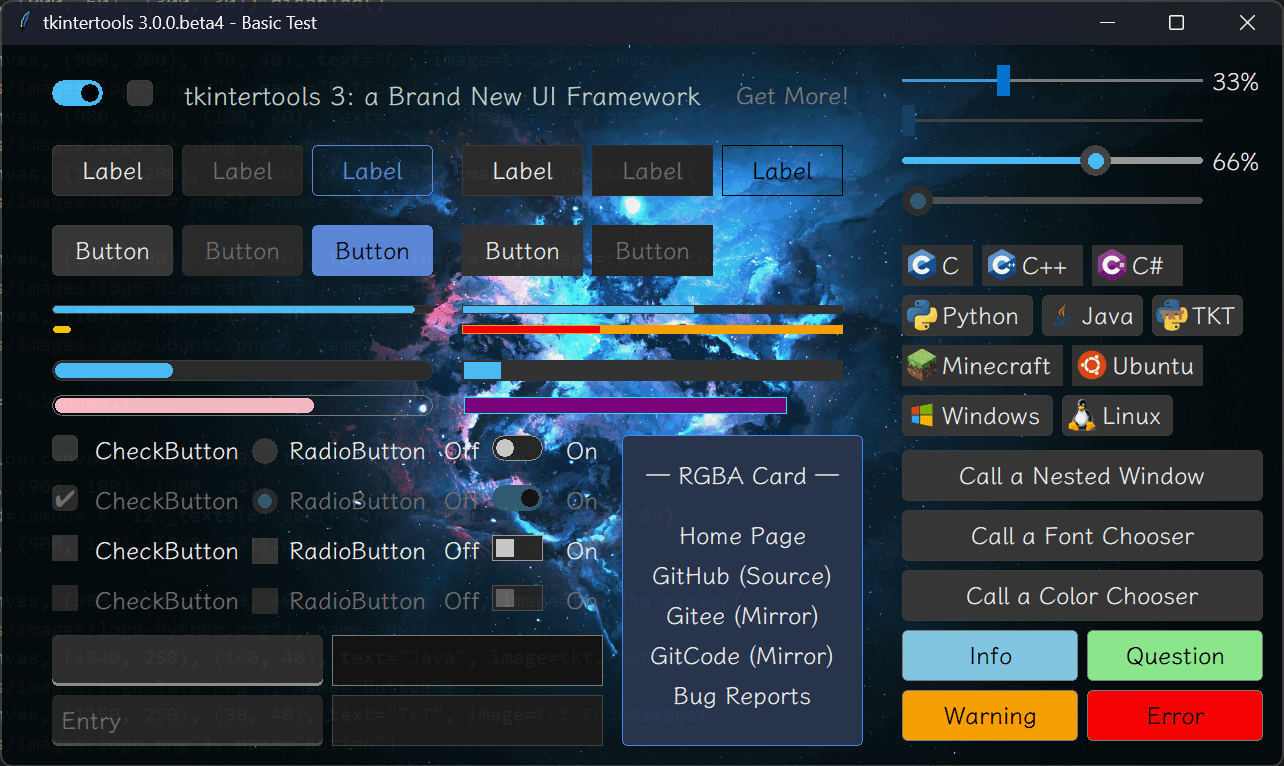 tkintertools 3.0.0.beta4 - Basic Test
tkintertools 3: a Brand New UI Framework
Get More!
33%
66%
Label Label Label Label Label Label
Button Button Button Button Button
C C++ C#
Python Java TKT
Minecraft Ubuntu
Windows Linux
CheckButton RadioButton Off On
CheckButton RadioButton Off On
CheckButton RadioButton Off On
CheckButton RadioButton Off On
Entry
— RGBA Card —
Home Page
GitHub (Source)
Gitee (Mirror)
GitCode (Mirror)
Bug Reports
Call a Nested Window
Call a Font Chooser
Call a Color Chooser
Info Question
Warning Error